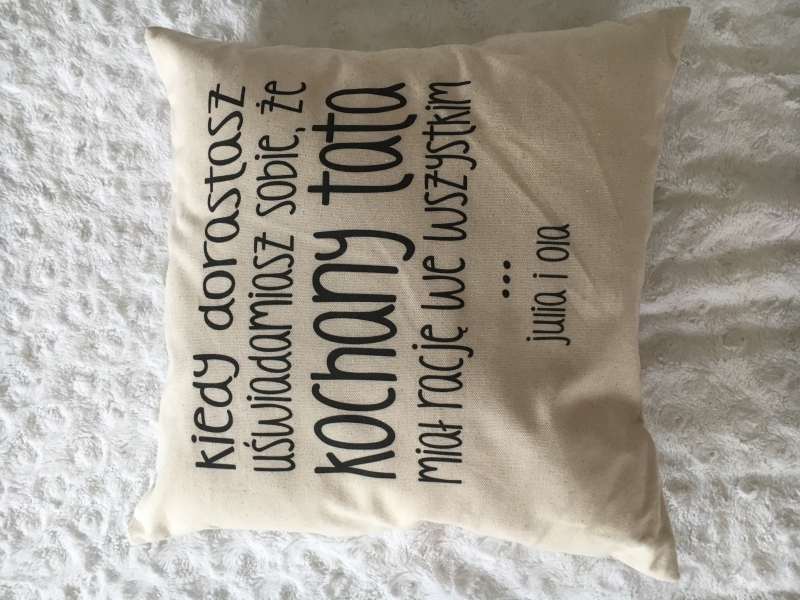 kiedy dorastasz
uświadamiasz sobie, że
kochany tata
miał rację we wszystkim
...
julia i ola